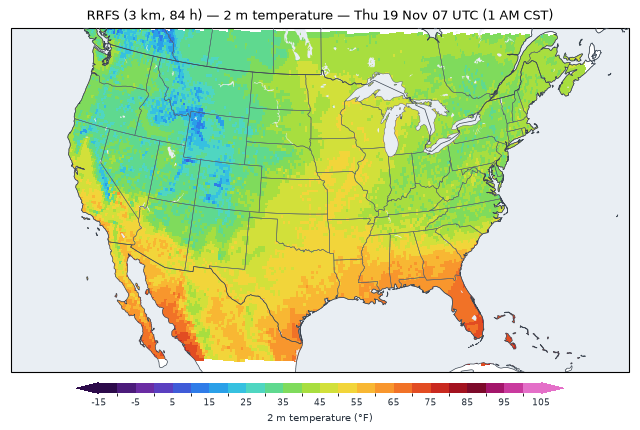 RRFS (3 km, 84 h) — 2 m temperature — Thu 19 Nov 07 UTC (1 AM CST)
-15 -5 5 15 25 35 45 55 65 75 85 95 105
2 m temperature (°F)